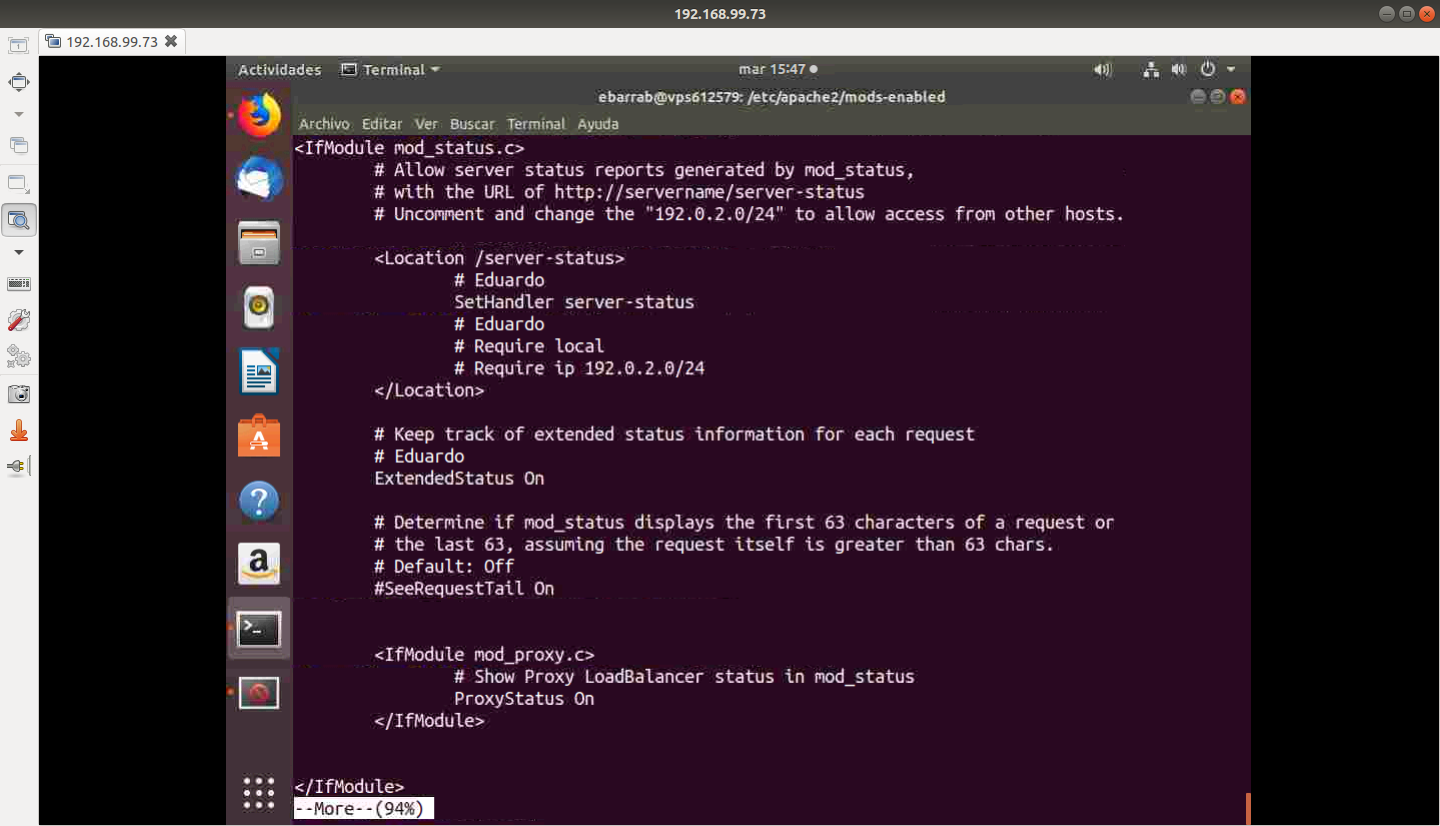 192.168.99.73
192.168.99.73
Actividades Terminal mar 15:47
ebarrab@vps612579: /etc/apache2/mods-enabled
Archivo Editar Ver Buscar Terminal Ayuda
<IfModule mod_status.c>
# Allow server status reports generated by mod_status,
# with the URL of http://servername/server-status
# Uncomment and change the "192.0.2.0/24" to allow access from other hosts.
<Location /server-status>
# Eduardo
SetHandler server-status
# Eduardo
# Require local
# Require ip 192.0.2.0/24
</Location>
# Keep track of extended status information for each request
# Eduardo
ExtendedStatus On
# Determine if mod_status displays the first 63 characters of a request or
# the last 63, assuming the request itself is greater than 63 chars.
# Default: Off
#SeeRequestTail On
<IfModule mod_proxy.c>
# Show Proxy LoadBalancer status in mod_status
ProxyStatus On
</IfModule>
</IfModule>
--More--(94%)